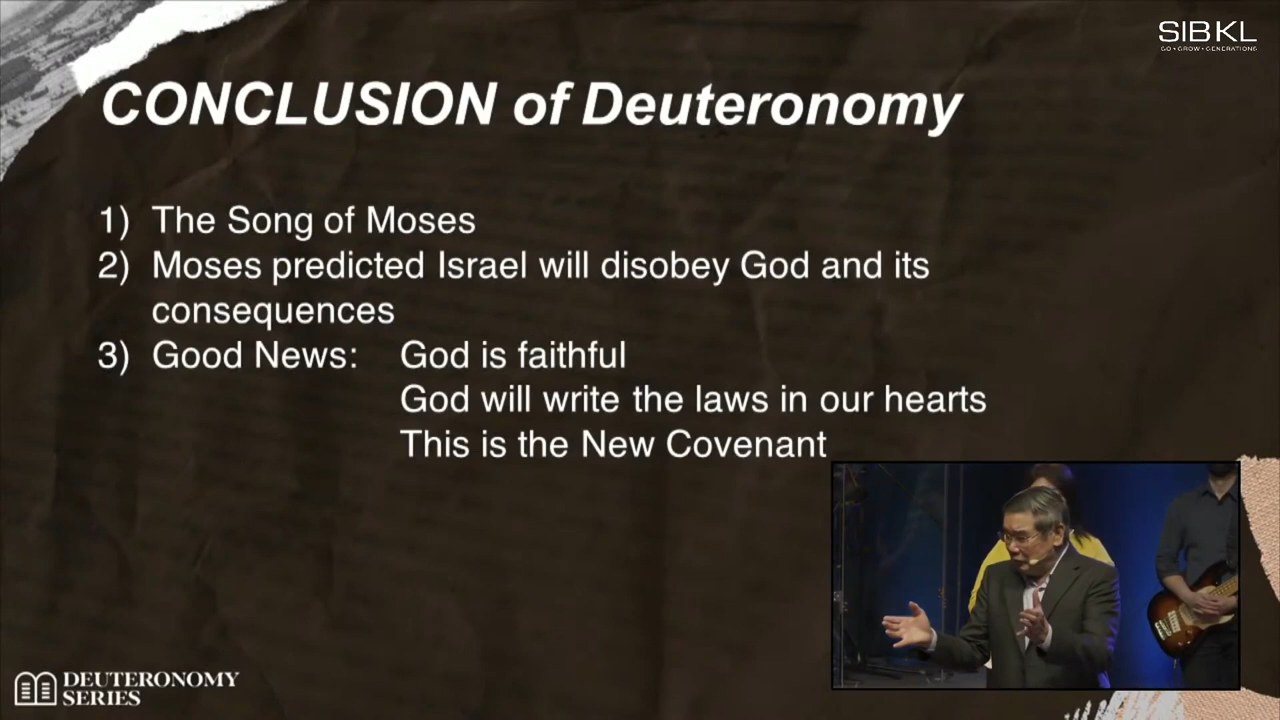 SIBKL
GO • GROW • GENERATIONS
CONCLUSION of Deuteronomy
1) The Song of Moses
2) Moses predicted Israel will disobey God and its
consequences
3) Good News: God is faithful
God will write the laws in our hearts
This is the New Covenant
DEUTERONOMY
SERIES